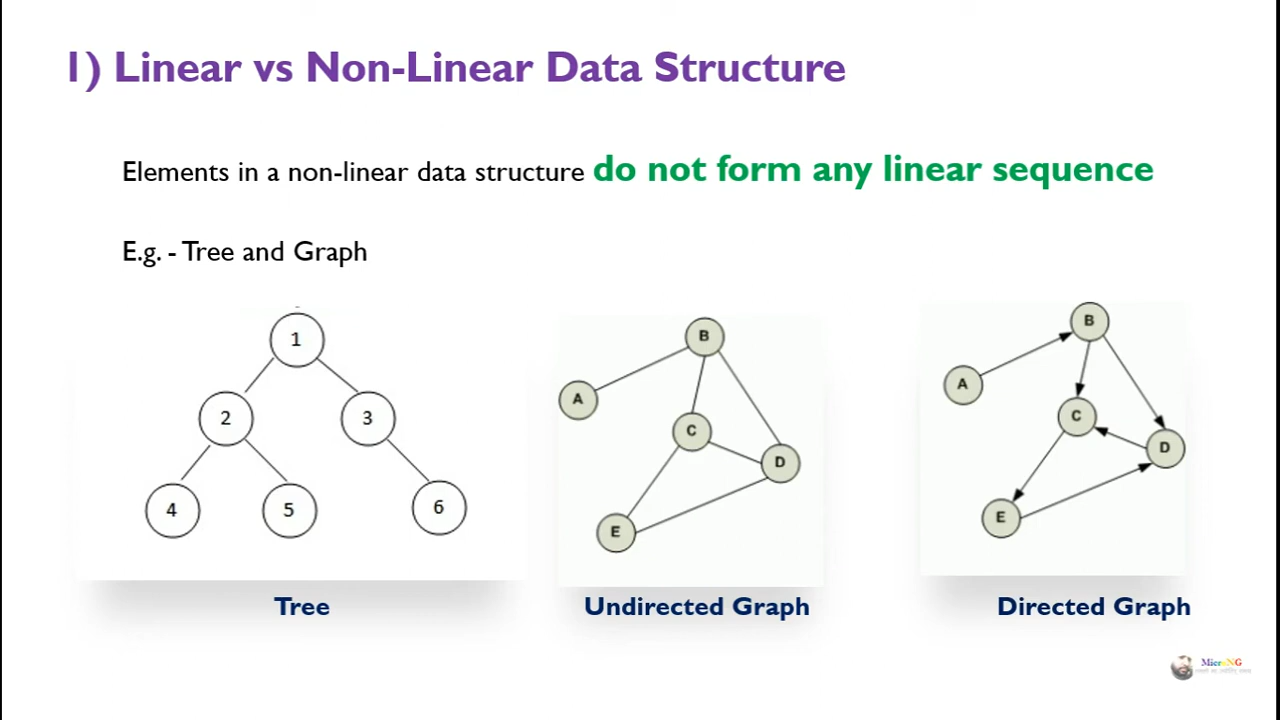 1) Linear vs Non-Linear Data Structure
Elements in a non-linear data structure do not form any linear sequence
E.g. - Tree and Graph
1
2
3
4
5
6
Tree
B
A
C
D
E
Undirected Graph
B
A
C
D
E
Directed Graph
MicroNG